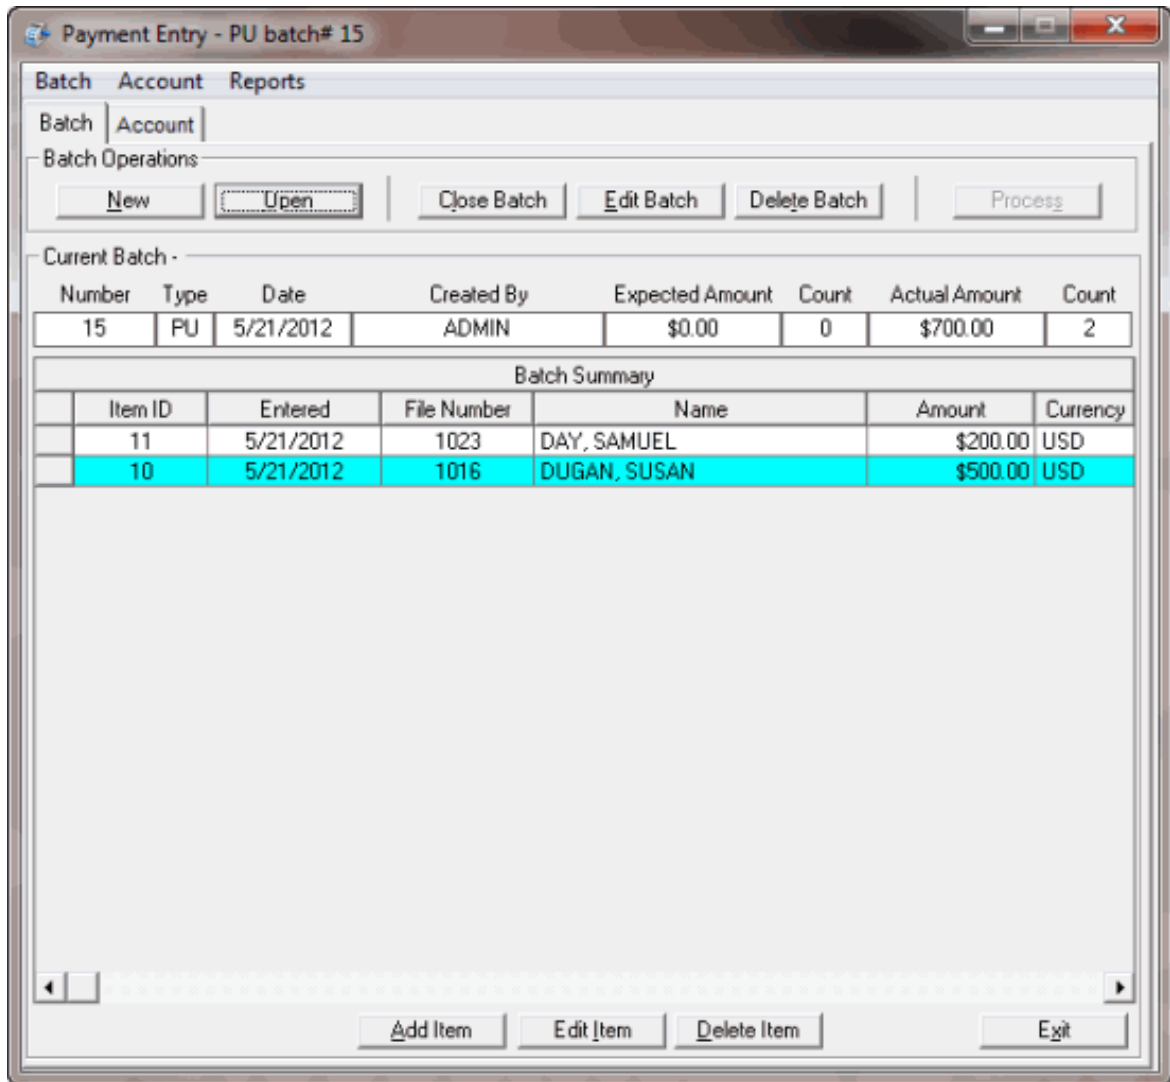 Payment Entry - PU batch# 15
Batch Account Reports
Batch Account
Batch Operations
New Open Close Batch Edit Batch Delete Batch Process
Current Batch -
Number Type Date Created By Expected Amount Count Actual Amount Count
15 PU 5/21/2012 ADMIN $0.00 0 $700.00 2
Batch Summary
Item ID Entered File Number Name Amount Currency
11 5/21/2012 1023 DAY, SAMUEL $200.00 USD
10 5/21/2012 1016 DUGAN, SUSAN $500.00 USD
Add Item Edit Item Delete Item Exit